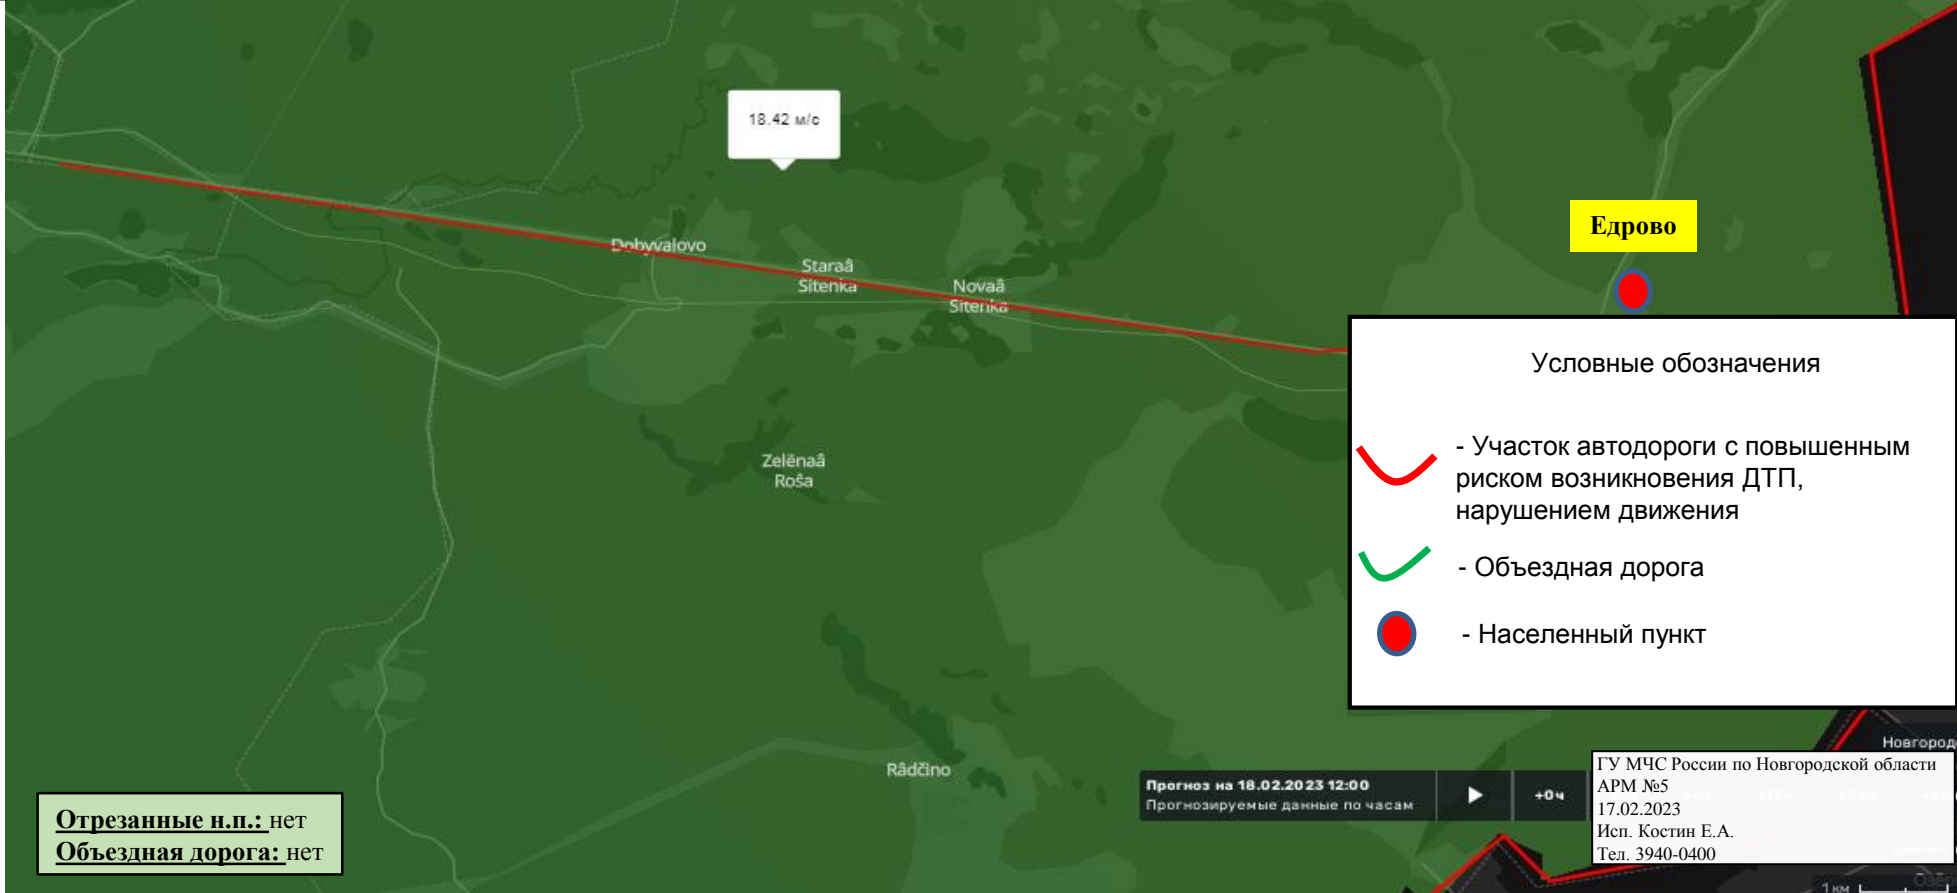 18.42 м/с
Едрово
Dobyvalovo
Staraâ
Sitenka
Novaâ
Sitenka
Условные обозначения
- Участок автодороги с повышенным
риском возникновения ДТП,
нарушением движения
- Объездная дорога
- Населенный пункт
Zelënaâ
Roŝa
Râdčino
Новгород
Прогноз на 18.02.2023 12:00
Прогнозируемые данные по часам
+0ч
ГУ МЧС России по Новгородской области
АРМ №5
17.02.2023
Исп. Костин Е.А.
Тел. 3940-0400
Отрезанные н.п.: нет
Объездная дорога: нет
1 км